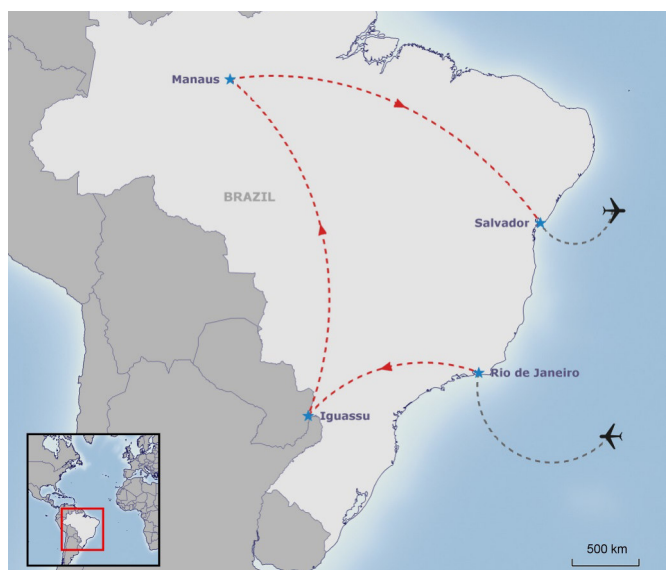 Manaus
BRAZIL
Salvador
Rio de Janeiro
Iguassu
500 km